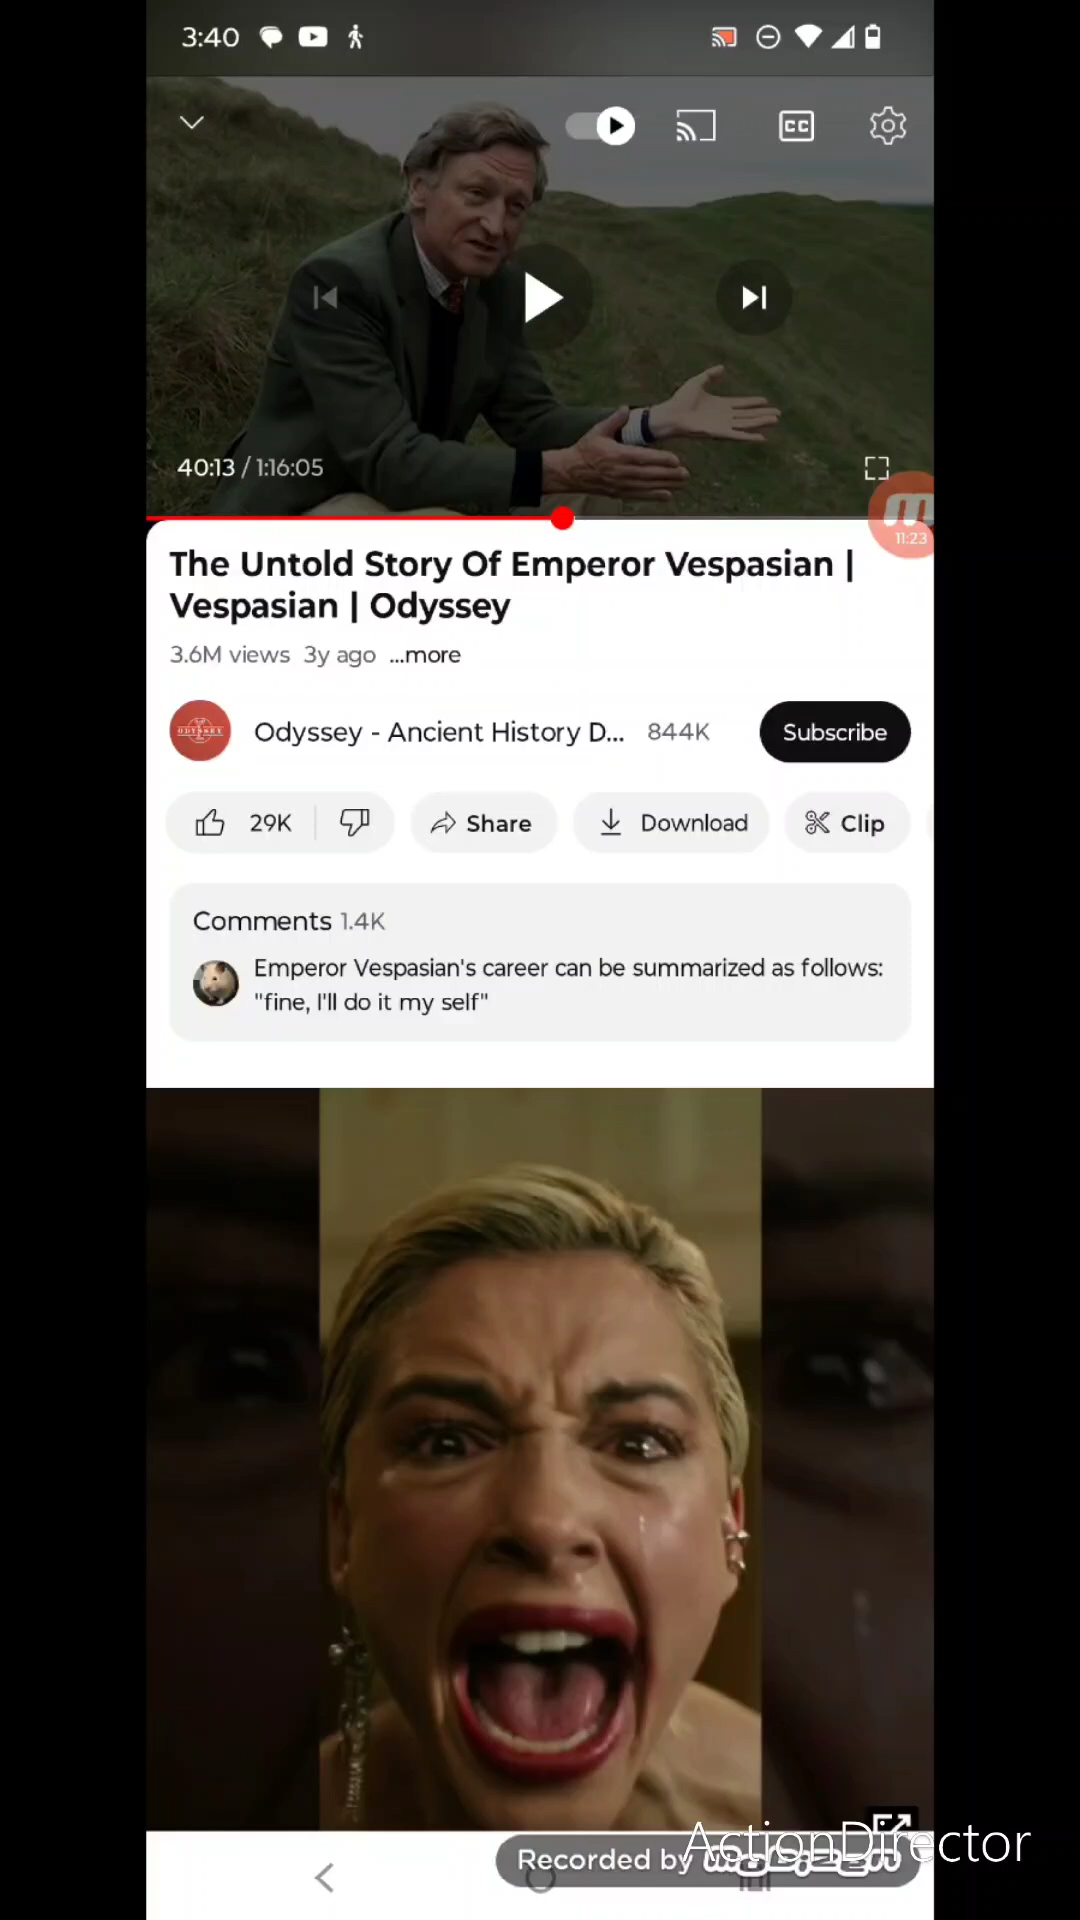 3:40
CC
40:13 / 1:16:05
11:23
The Untold Story Of Emperor Vespasian |
Vespasian | Odyssey
3.6M views 3y ago ...more
ODYSSEY
Odyssey - Ancient History D... 844K
Subscribe
29K
Share
Download
Clip
Comments 1.4K
Emperor Vespasian's career can be summarized as follows:
"fine, I'll do it my self"
ActionDirector
Recorded by